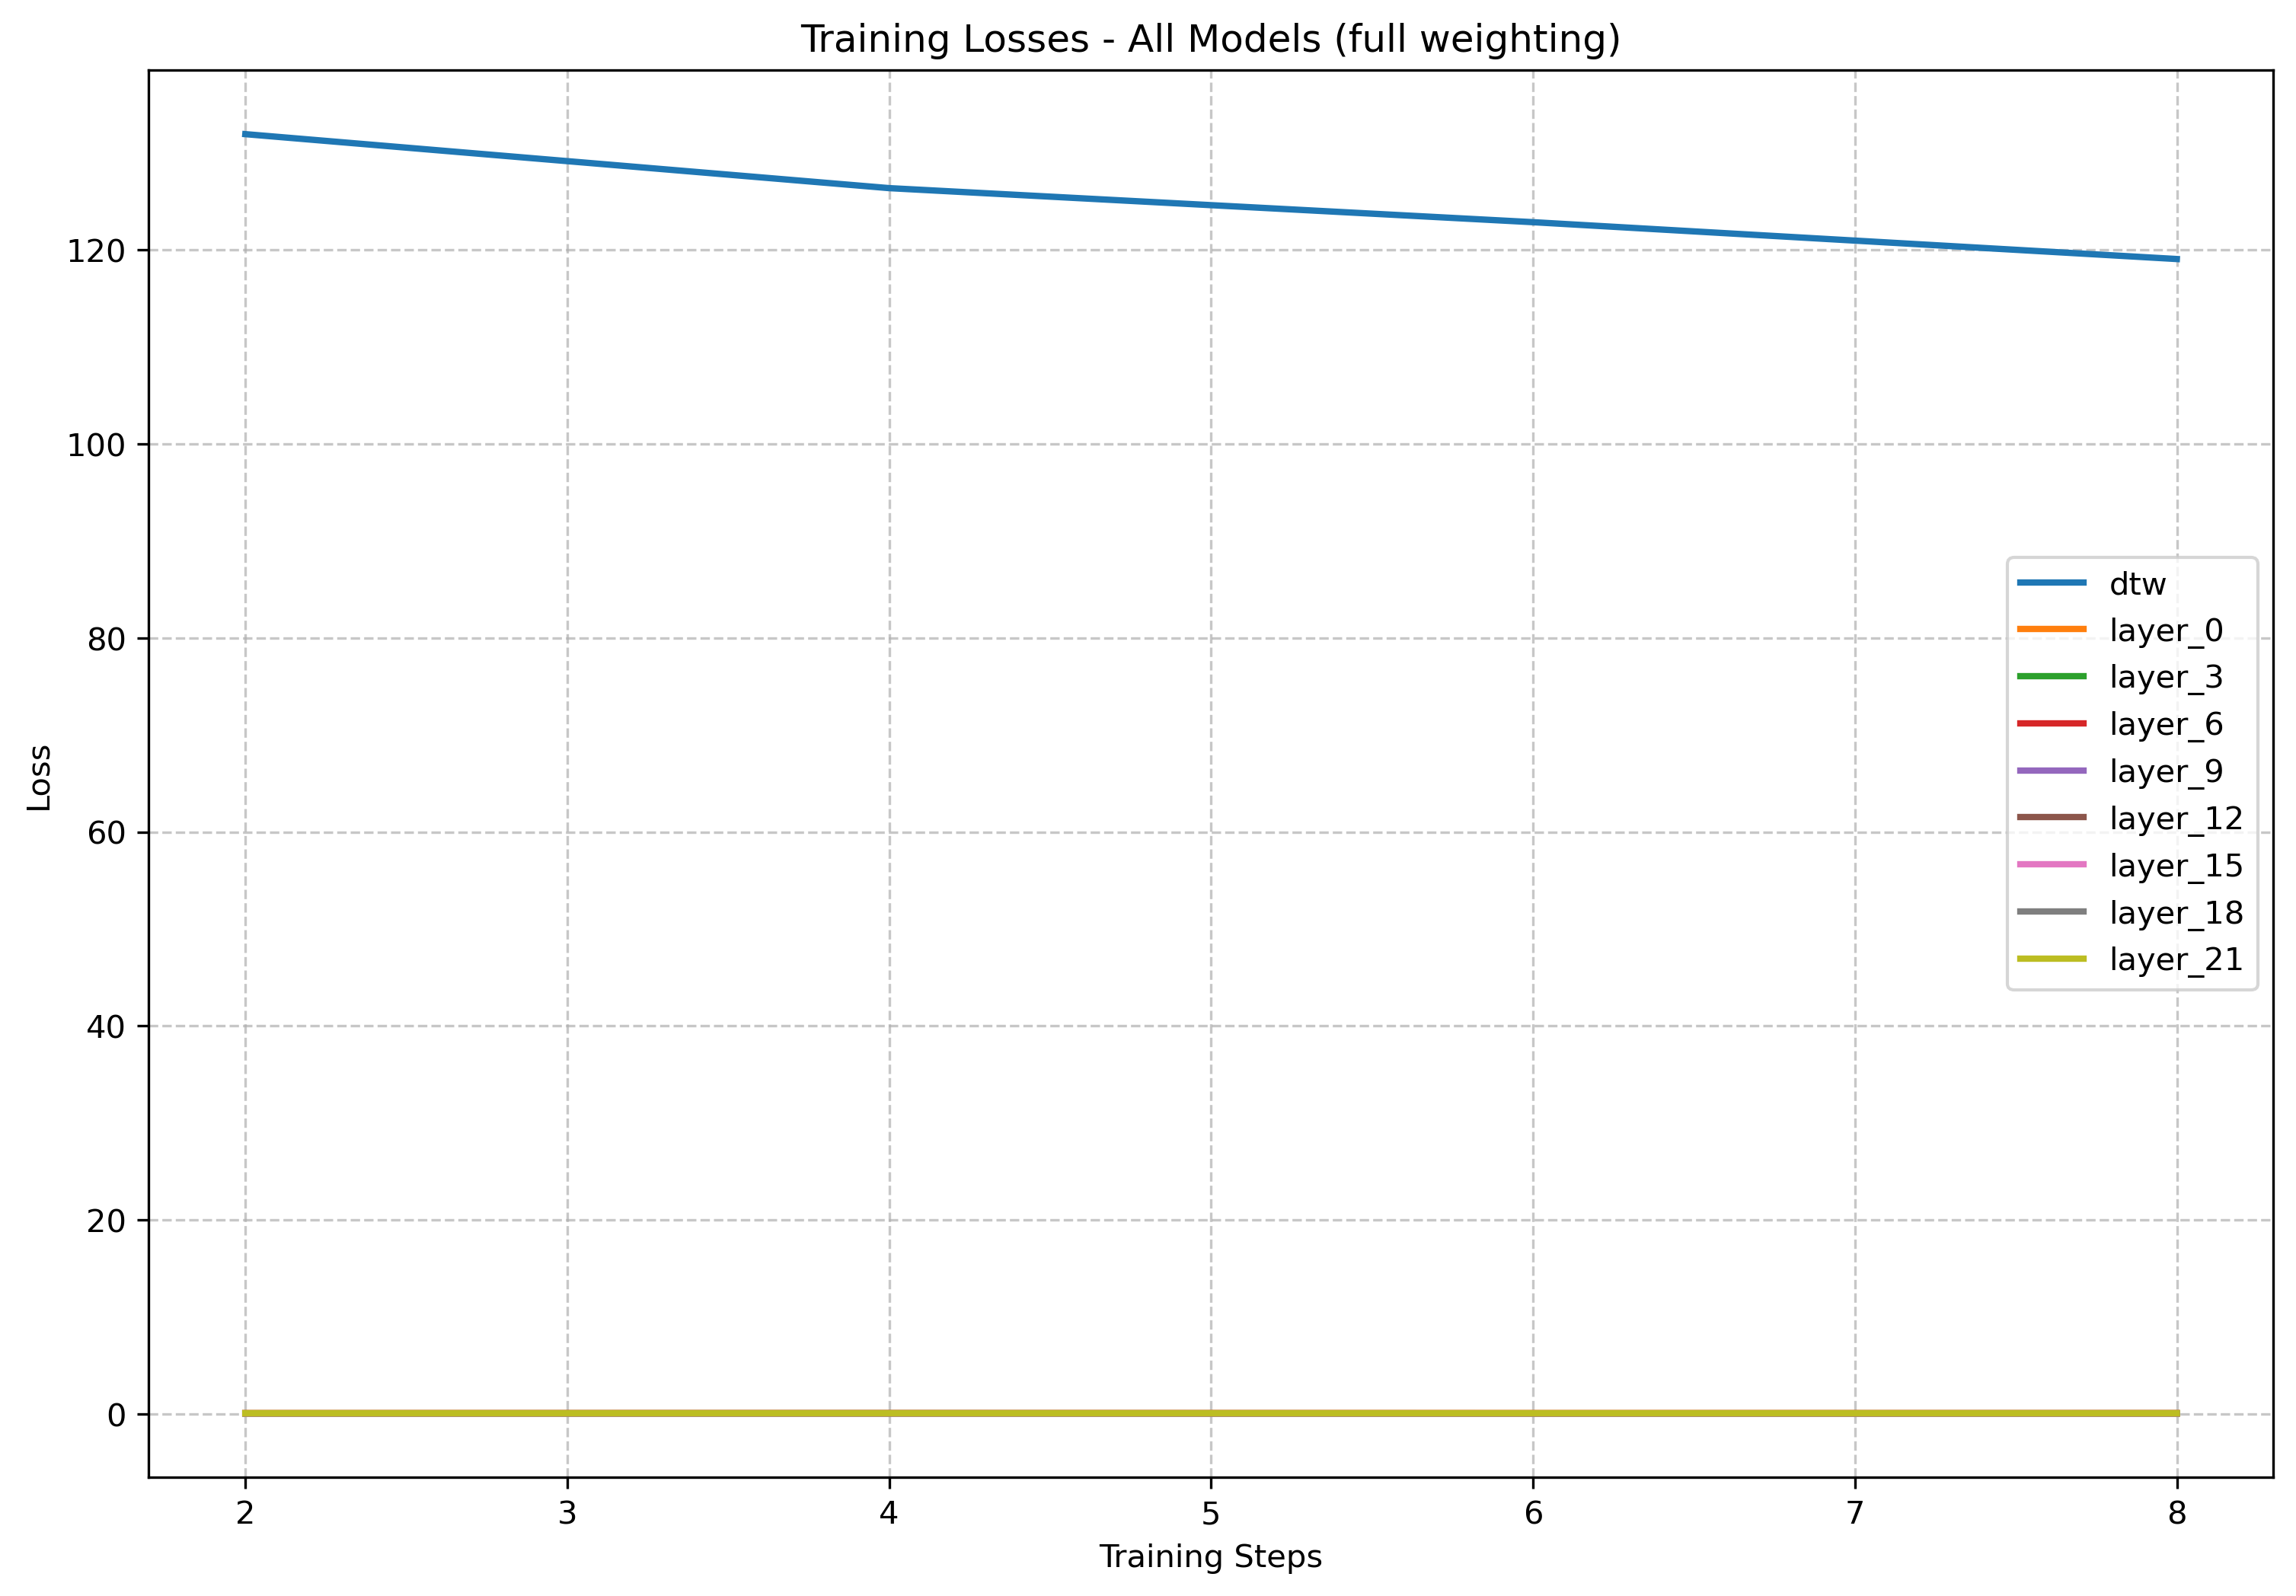 Training Losses - All Models (full weighting)
120
100
80
60
40
20
0
Loss
dtw
layer_0
layer_3
layer_6
layer_9
layer_12
layer_15
layer_18
layer_21
2 3 4 5 6 7 8
Training Steps